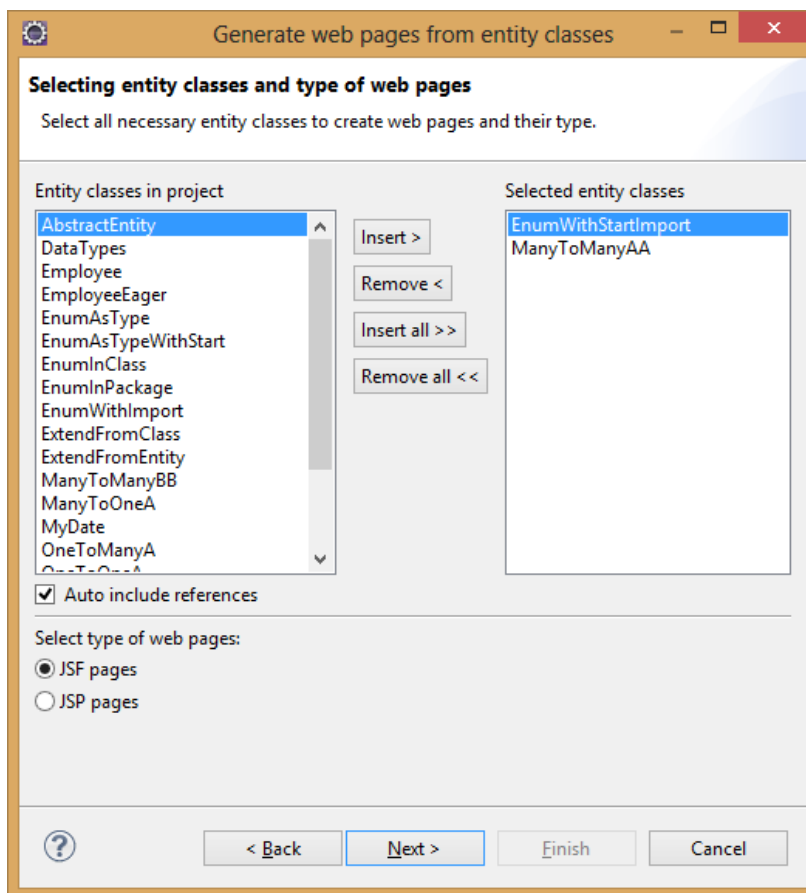 Generate web pages from entity classes
Selecting entity classes and type of web pages
Select all necessary entity classes to create web pages and their type.
Entity classes in project
AbstractEntity
DataTypes
Employee
EmployeeEager
EnumAsType
EnumAsTypeWithStart
EnumInClass
EnumInPackage
EnumWithImport
ExtendFromClass
ExtendFromEntity
ManyToManyBB
ManyToOneA
MyDate
OneToManyA
Insert >
Remove <
Insert all >>
Remove all <<
Selected entity classes
EnumWithStartImport
ManyToManyAA
Auto include references
Select type of web pages:
JSF pages
JSP pages
?
< Back
Next >
Finish
Cancel